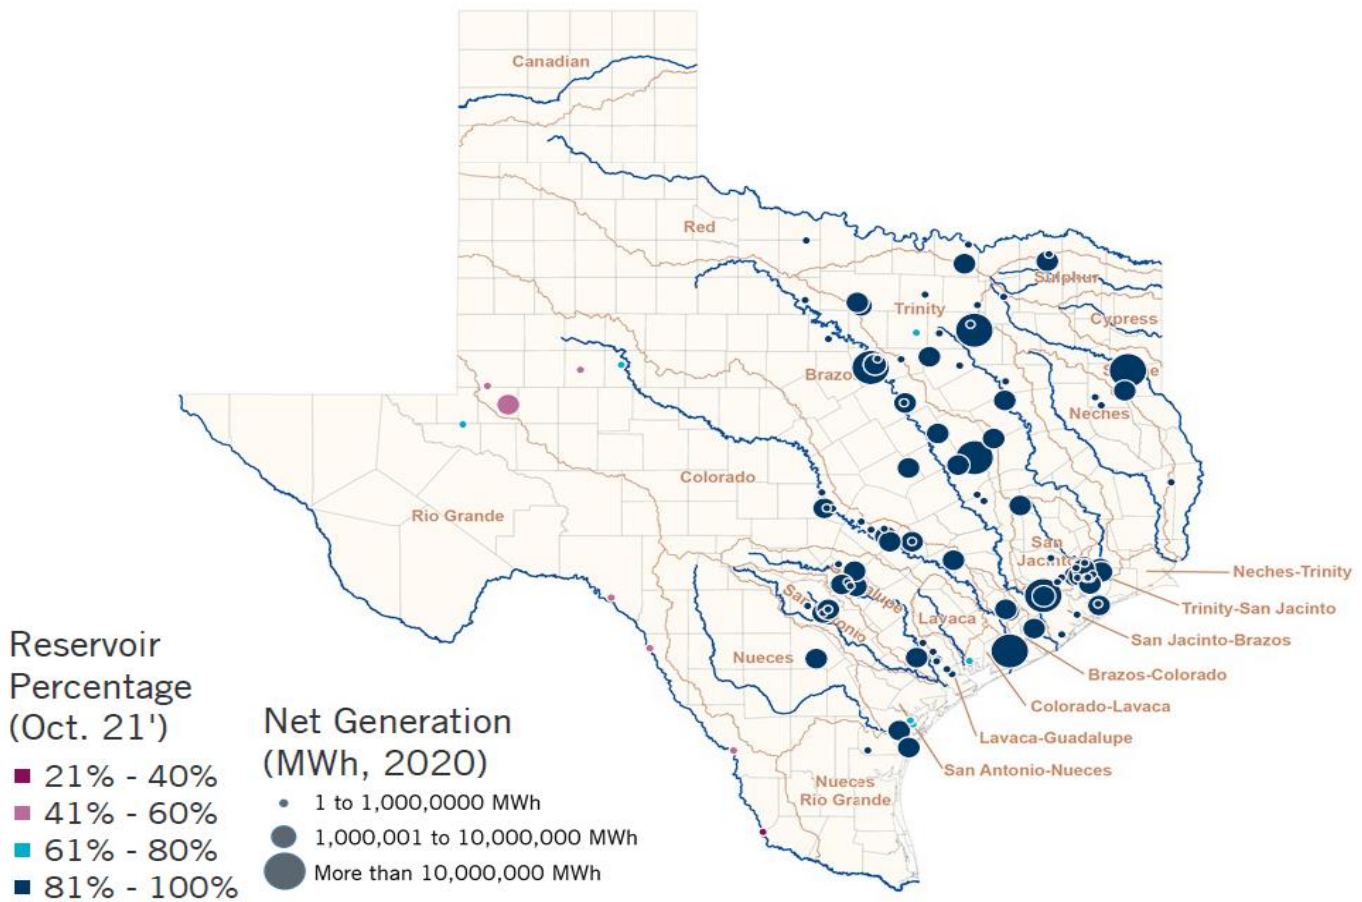 Canadian
Red
Sulphur
Trinity
Cypress
Neches
Colorado
Rio Grande
San
Neches-Trinity
Trinity-San Jacinto
Lavaca
San Jacinto-Brazos
Nueces
Brazos-Colorado
Colorado-Lavaca
Lavaca-Guadalupe
San Antonio-Nueces
Nueces
Rio Grande
Reservoir
Percentage
(Oct. 21')
21% - 40%
41% - 60%
61% - 80%
81% - 100%
Net Generation
(MWh, 2020)
1 to 1,000,0000 MWh
1,000,001 to 10,000,000 MWh
More than 10,000,000 MWh